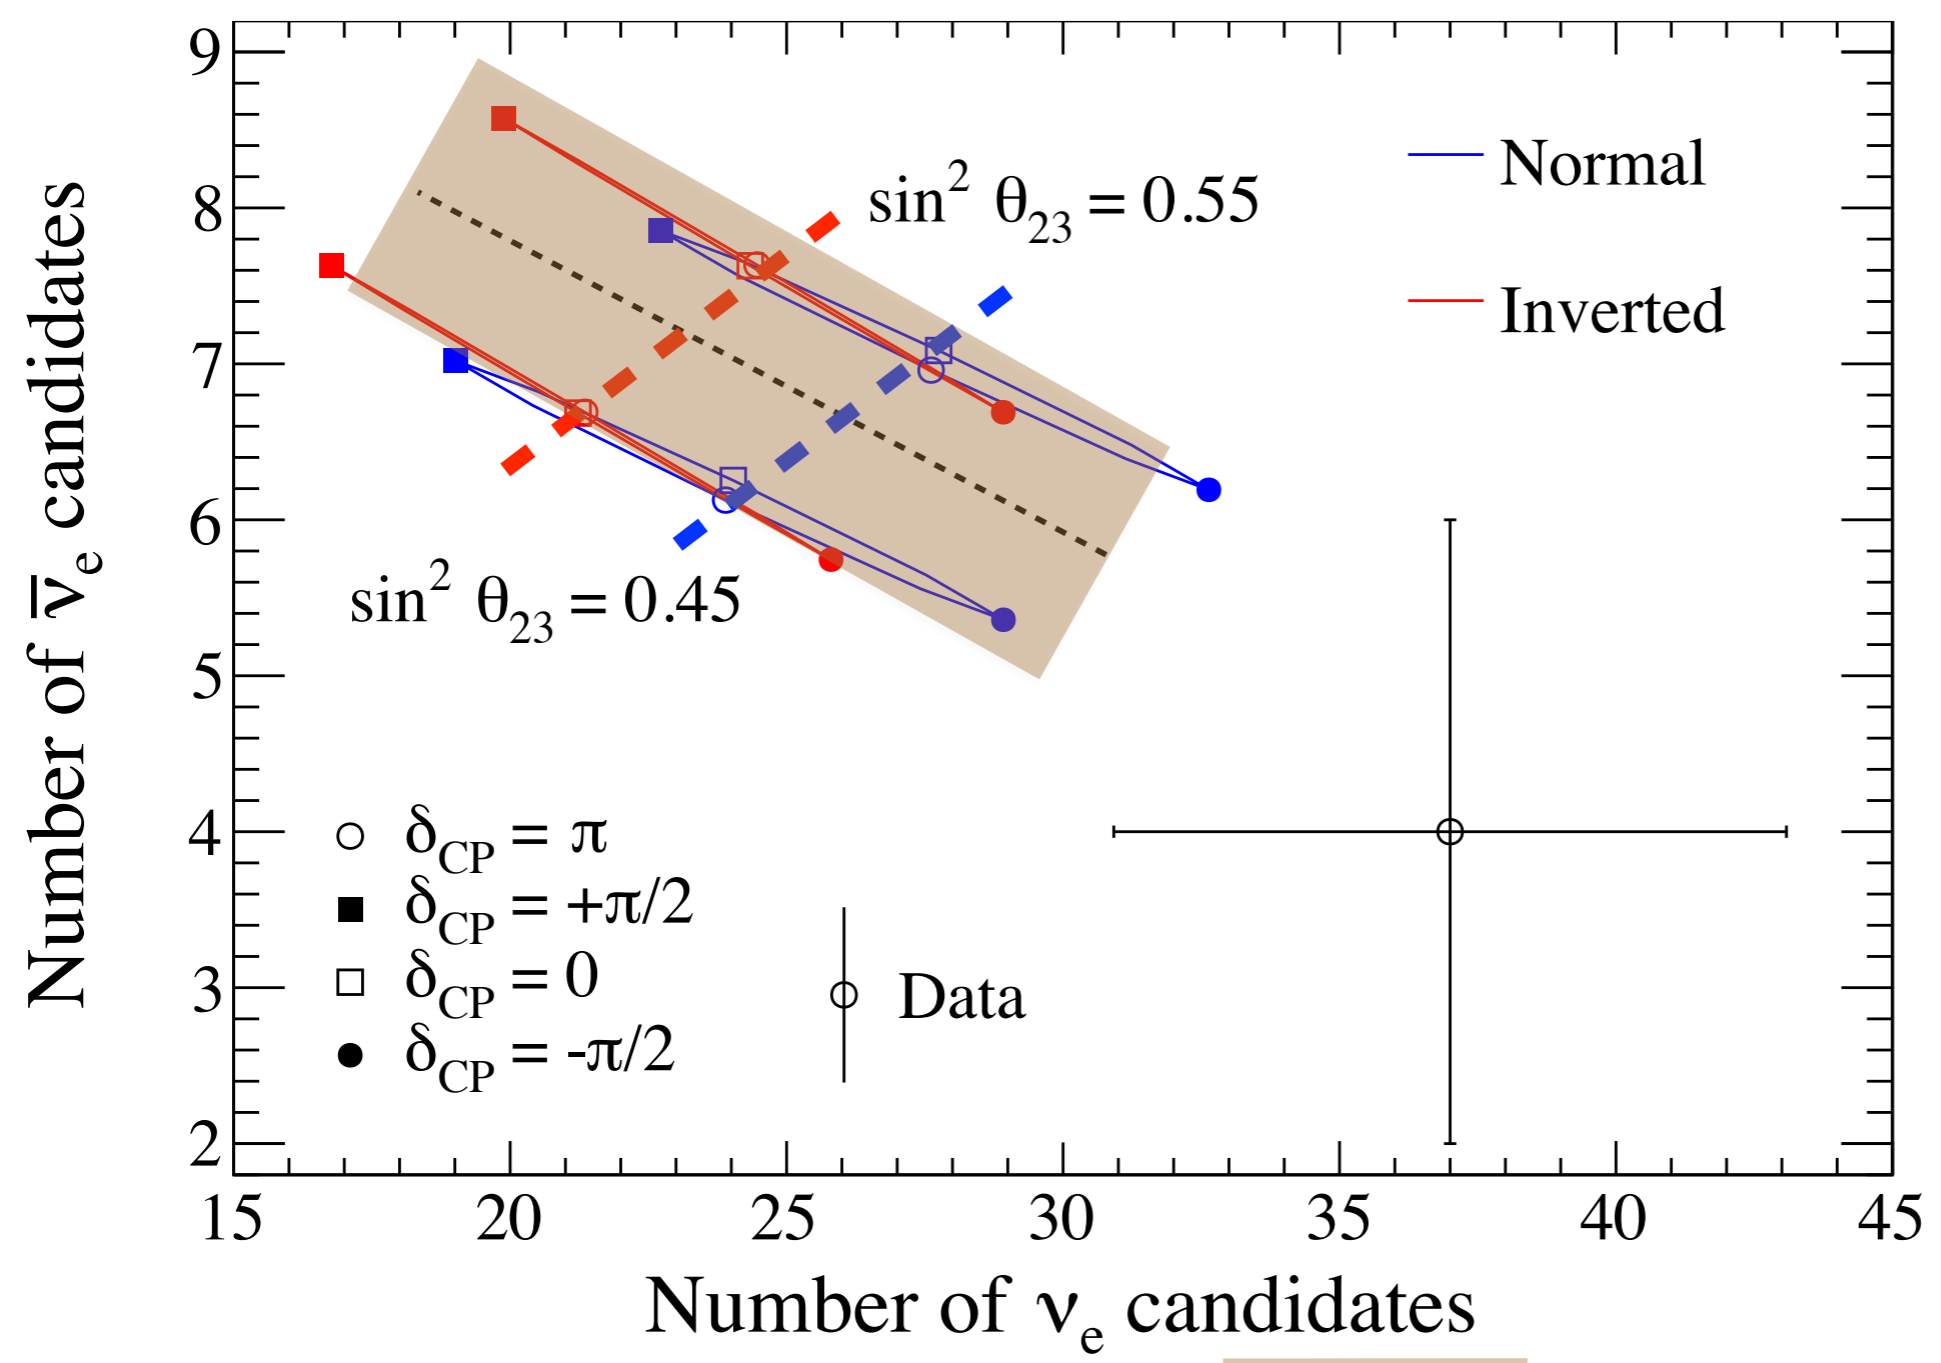 9
8
7
6
5
4
3
2
15 20 25 30 35 40 45
Number of ν̅e candidates
Number of νe candidates
sin² θ23 = 0.55
sin² θ23 = 0.45
Normal
Inverted
δCP = π
δCP = +π/2
δCP = 0
δCP = -π/2
Data